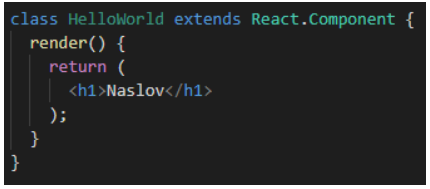 class HelloWorld extends React.Component {
  render() {
    return (
      <h1>Naslov</h1>
    );
  }
}